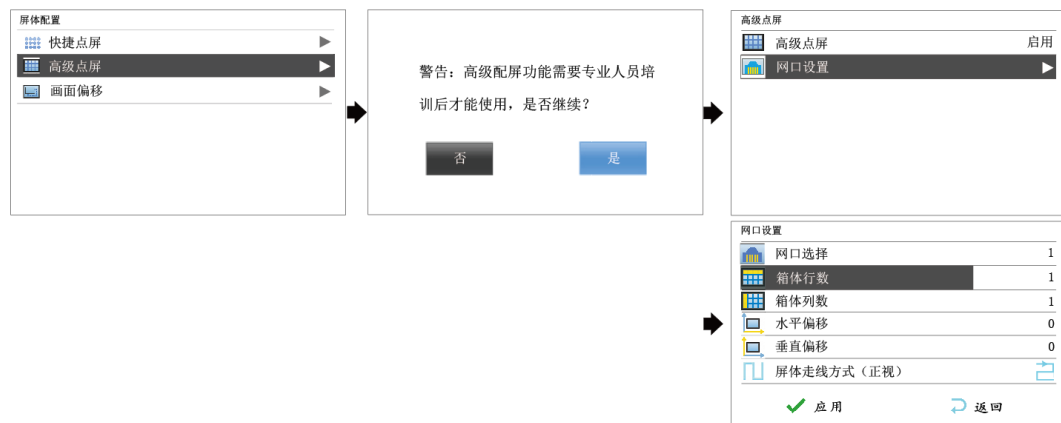 屏体配置
快捷点屏
高级点屏
画面偏移
警告：高级配屏功能需要专业人员培
训后才能使用，是否继续？
否
是
高级点屏
高级点屏 启用
网口设置
网口设置
网口选择 1
箱体行数 1
箱体列数 1
水平偏移 0
垂直偏移 0
屏体走线方式（正视）
应用 返回